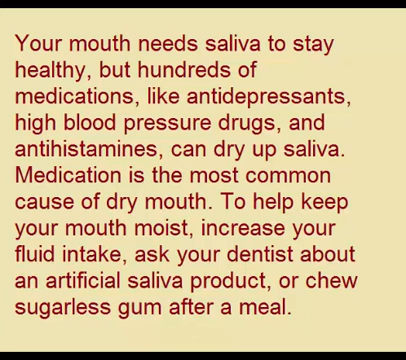 Your mouth needs saliva to stay
healthy, but hundreds of
medications, like antidepressants,
high blood pressure drugs, and
antihistamines, can dry up saliva.
Medication is the most common
cause of dry mouth. To help keep
your mouth moist, increase your
fluid intake, ask your dentist about
an artificial saliva product, or chew
sugarless gum after a meal.